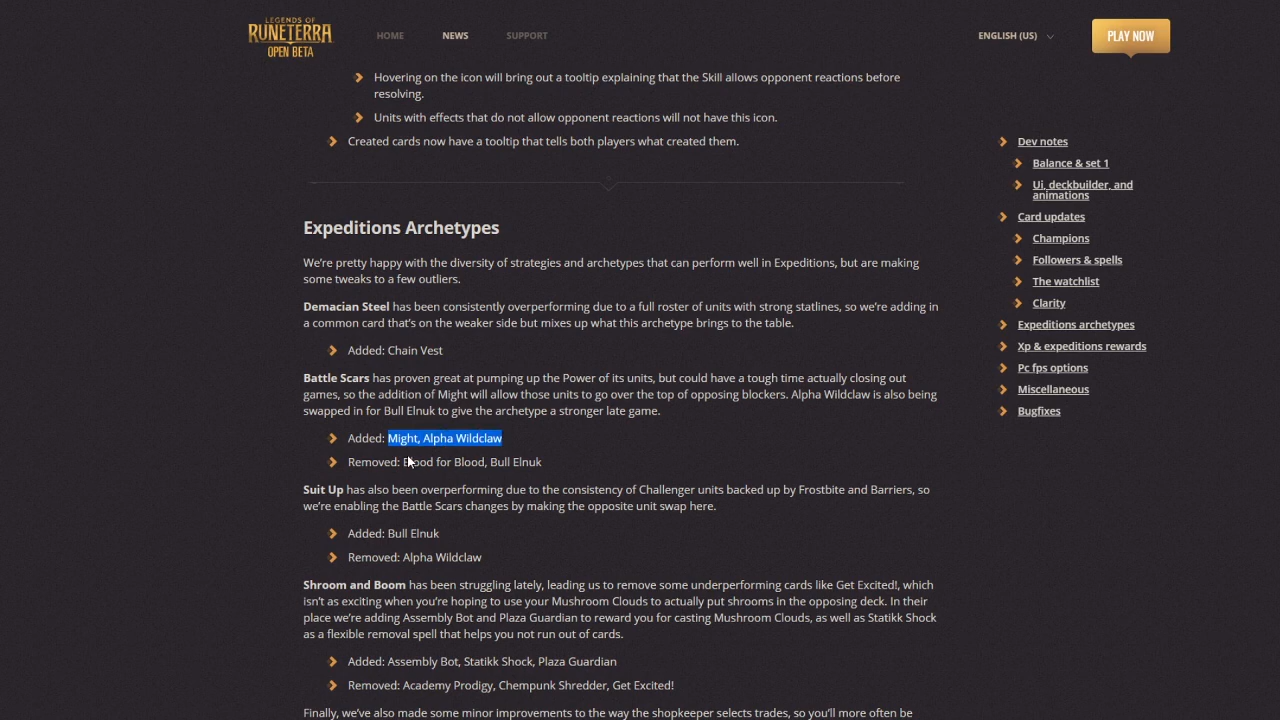 LEGENDS OF
RUNETERRA
OPEN BETA
HOME
NEWS
SUPPORT
ENGLISH (US)
PLAY NOW
Hovering on the icon will bring out a tooltip explaining that the Skill allows opponent reactions before
resolving.
Units with effects that do not allow opponent reactions will not have this icon.
Created cards now have a tooltip that tells both players what created them.
Expeditions Archetypes
We're pretty happy with the diversity of strategies and archetypes that can perform well in Expeditions, but are making
some tweaks to a few outliers.
Demacian Steel has been consistently overperforming due to a full roster of units with strong statlines, so we're adding in
a common card that's on the weaker side but mixes up what this archetype brings to the table.
Added: Chain Vest
Battle Scars has proven great at pumping up the Power of its units, but could have a tough time actually closing out
games, so the addition of Might will allow those units to go over the top of opposing blockers. Alpha Wildclaw is also being
swapped in for Bull Elnuk to give the archetype a stronger late game.
Added: Might, Alpha Wildclaw
Removed: Blood for Blood, Bull Elnuk
Suit Up has also been overperforming due to the consistency of Challenger units backed up by Frostbite and Barriers, so
we're enabling the Battle Scars changes by making the opposite unit swap here.
Added: Bull Elnuk
Removed: Alpha Wildclaw
Shroom and Boom has been struggling lately, leading us to remove some underperforming cards like Get Excited!, which
isn't as exciting when you're hoping to use your Mushroom Clouds to actually put shrooms in the opposing deck. In their
place we're adding Assembly Bot and Plaza Guardian to reward you for casting Mushroom Clouds, as well as Statikk Shock
as a flexible removal spell that helps you not run out of cards.
Added: Assembly Bot, Statikk Shock, Plaza Guardian
Removed: Academy Prodigy, Chempunk Shredder, Get Excited!
Finally, we've also made some minor improvements to the way the shopkeeper selects trades, so you'll more often be
Dev notes
Balance & set 1
Ui, deckbuilder, and
animations
Card updates
Champions
Followers & spells
The watchlist
Clarity
Expeditions archetypes
Xp & expeditions rewards
Pc fps options
Miscellaneous
Bugfixes